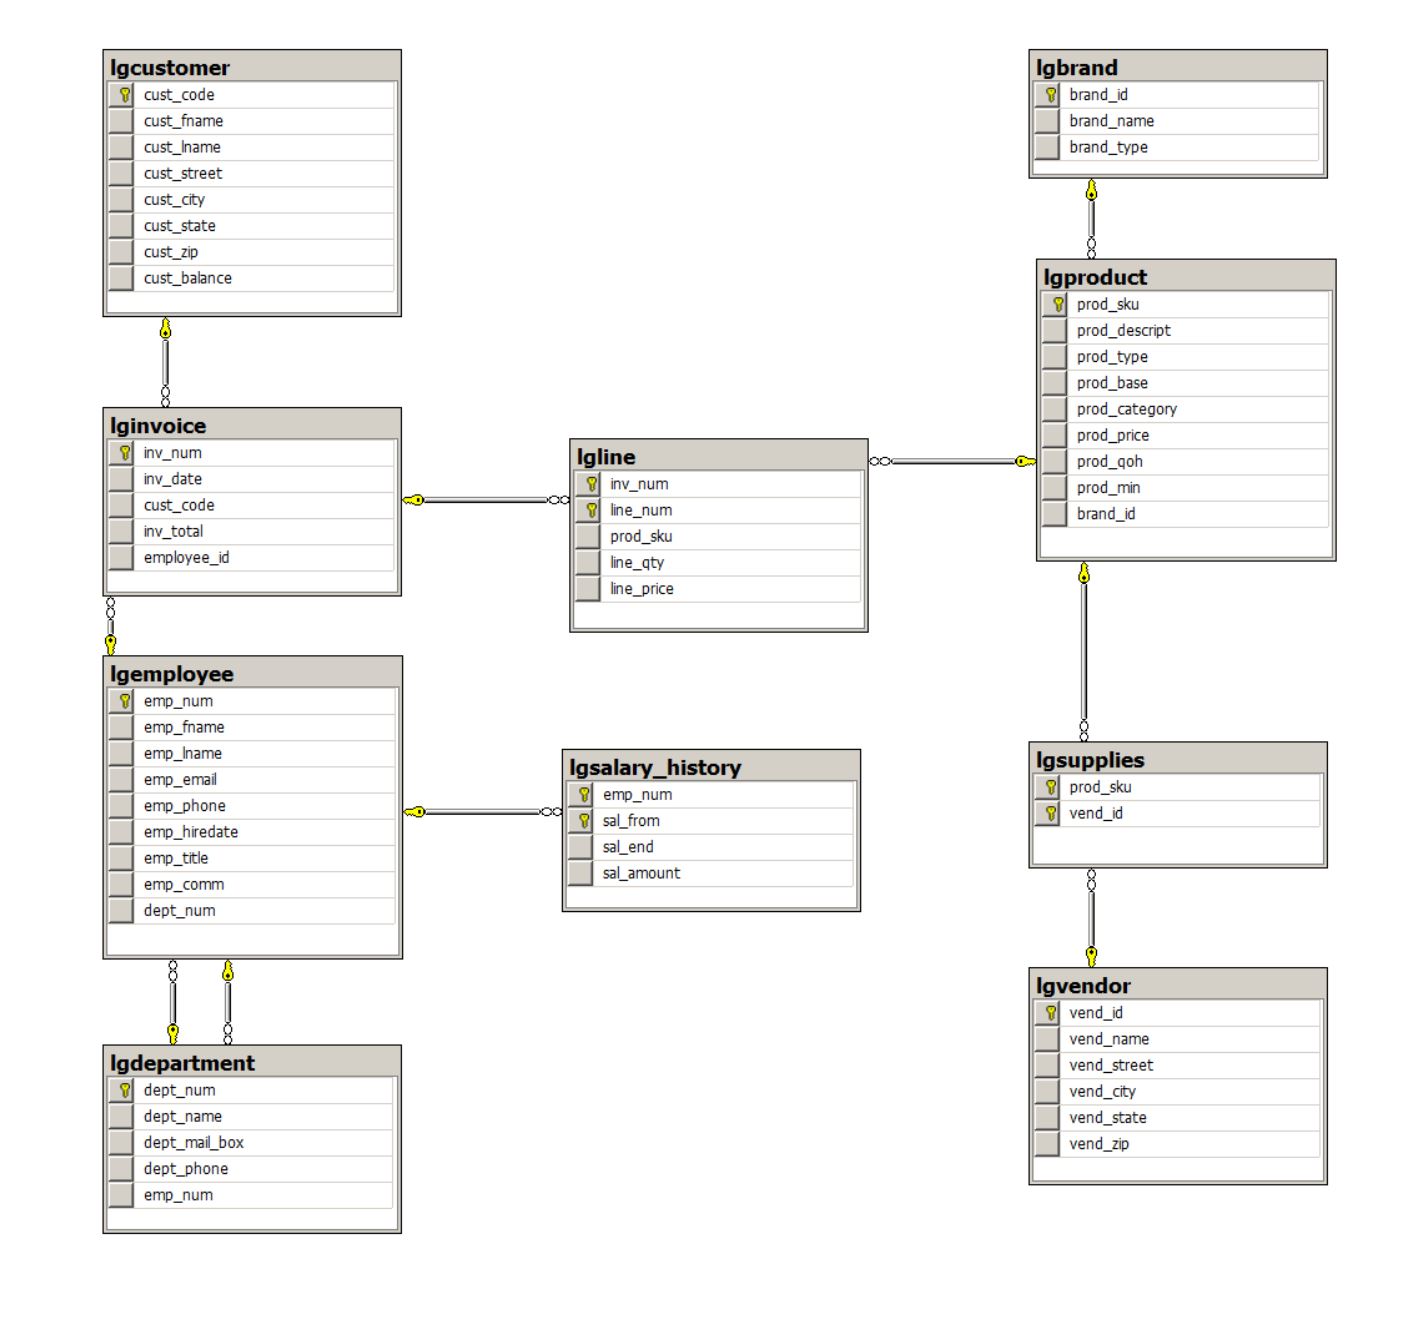 lgcustomer
cust_code
cust_fname
cust_lname
cust_street
cust_city
cust_state
cust_zip
cust_balance
lgbrand
brand_id
brand_name
brand_type
lgproduct
prod_sku
prod_descript
prod_type
prod_base
prod_category
prod_price
prod_qoh
prod_min
brand_id
lginvoice
inv_num
inv_date
cust_code
inv_total
employee_id
lgline
inv_num
line_num
prod_sku
line_qty
line_price
lgemployee
emp_num
emp_fname
emp_lname
emp_email
emp_phone
emp_hiredate
emp_title
emp_comm
dept_num
lgsalary_history
emp_num
sal_from
sal_end
sal_amount
lgsupplies
prod_sku
vend_id
lgvendor
vend_id
vend_name
vend_street
vend_city
vend_state
vend_zip
lgdepartment
dept_num
dept_name
dept_mail_box
dept_phone
emp_num